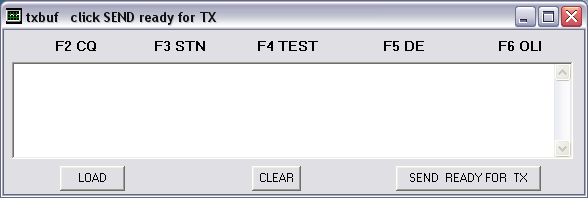 txbuf click SEND ready for TX
F2 CQ F3 STN F4 TEST F5 DE F6 OLI
LOAD CLEAR SEND READY FOR TX